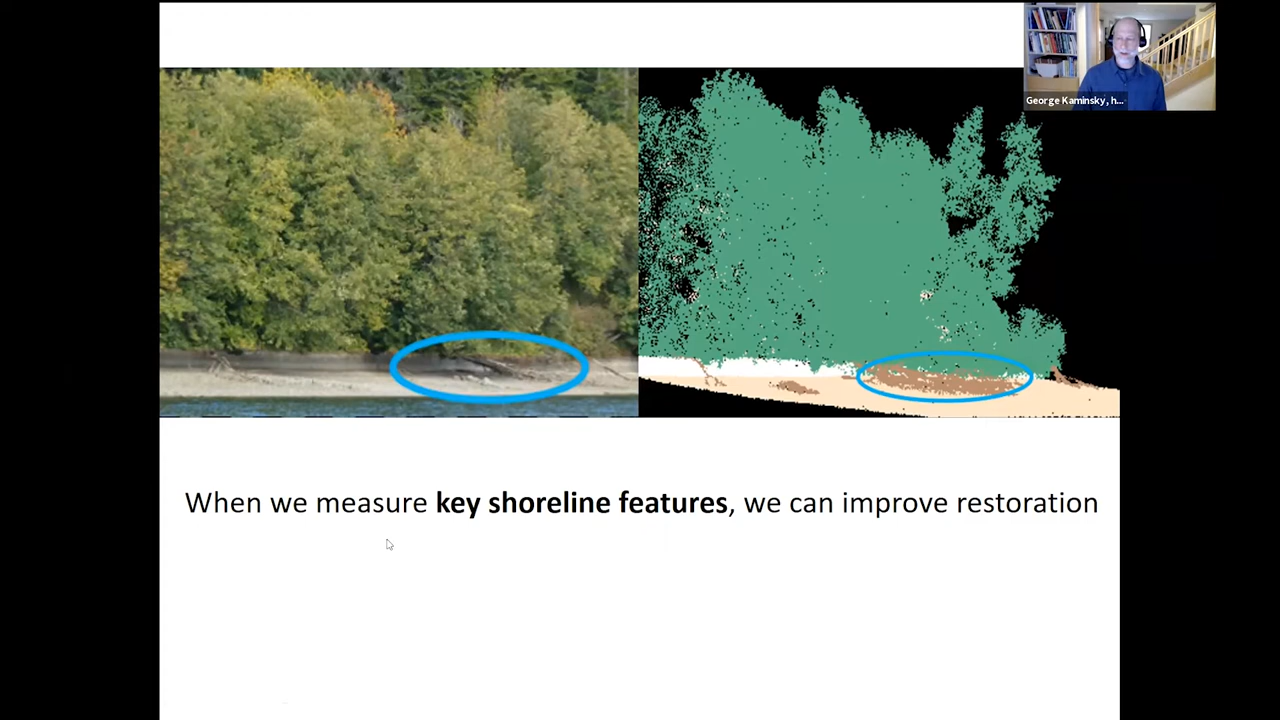 George Kaminsky, h...
When we measure key shoreline features, we can improve restoration